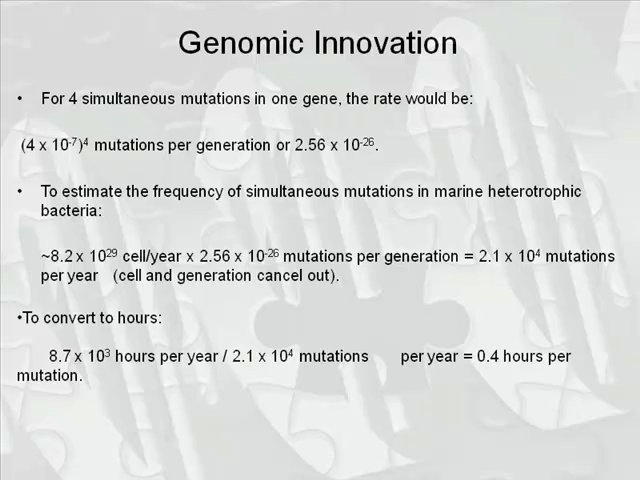 Genomic Innovation
• For 4 simultaneous mutations in one gene, the rate would be:
(4 x 10⁻⁷)⁴ mutations per generation or 2.56 x 10⁻²⁶.
• To estimate the frequency of simultaneous mutations in marine heterotrophic
bacteria:
~8.2 x 10²⁹ cell/year x 2.56 x 10⁻²⁶ mutations per generation = 2.1 x 10⁴ mutations
per year (cell and generation cancel out).
•To convert to hours:
8.7 x 10³ hours per year / 2.1 x 10⁴ mutations per year = 0.4 hours per
mutation.